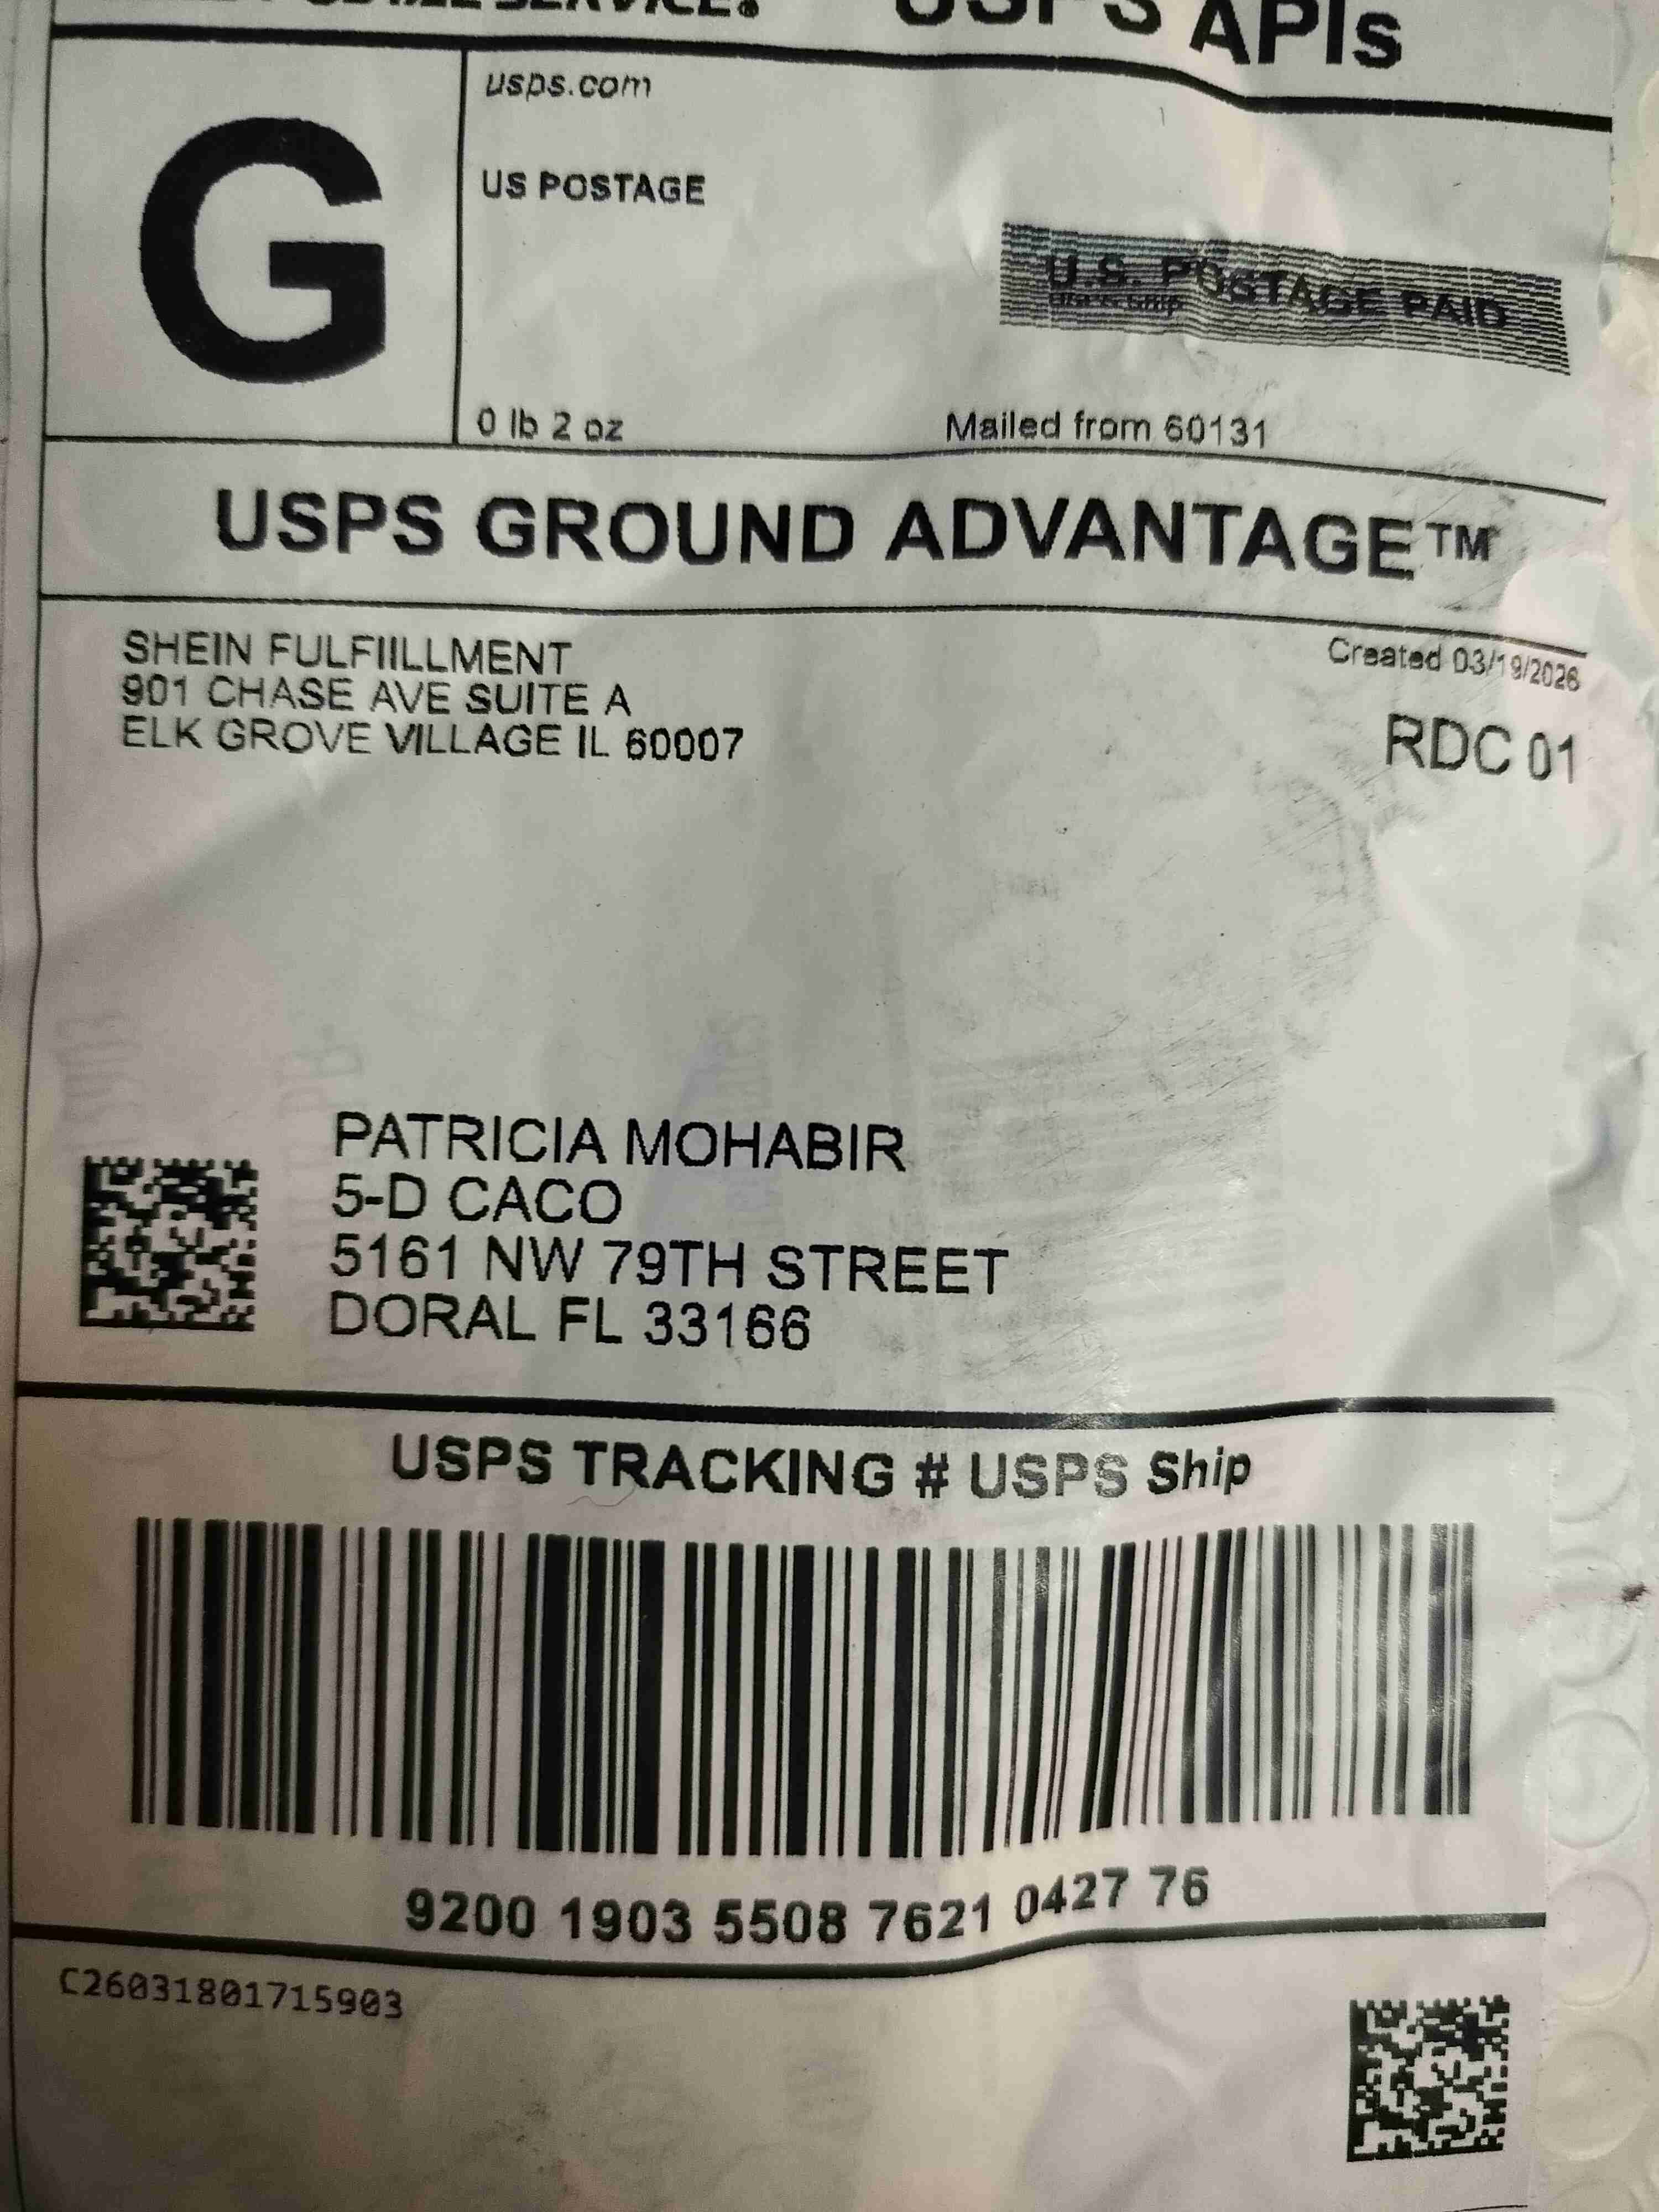 SERVICE®
USPS APIs
G
usps.com
US POSTAGE
U.S. POSTAGE PAID
Ship
0 lb 2 oz
Mailed from 60131
USPS GROUND ADVANTAGE™
SHEIN FULFIILLMENT
901 CHASE AVE SUITE A
ELK GROVE VILLAGE IL 60007
Created 03/19/2026
RDC 01
PATRICIA MOHABIR
5-D CACO
5161 NW 79TH STREET
DORAL FL 33166
USPS TRACKING # USPS Ship
9200 1903 5508 7621 0427 76
C26031801715903